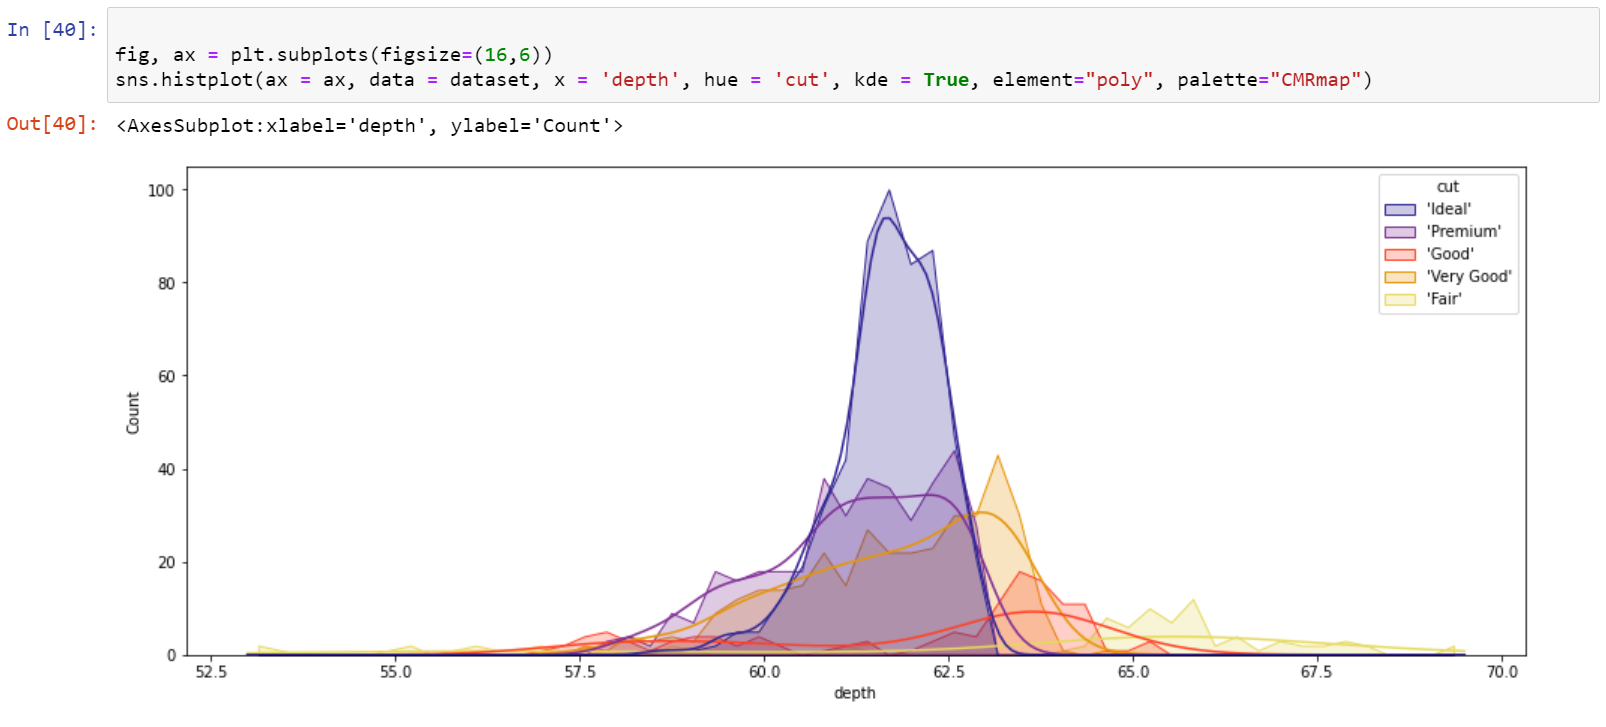 In [40]:
fig, ax = plt.subplots(figsize=(16,6))
sns.histplot(ax = ax, data = dataset, x = 'depth', hue = 'cut', kde = True, element="poly", palette="CMRmap")
Out[40]: <AxesSubplot:xlabel='depth', ylabel='Count'>
cut
'Ideal'
'Premium'
'Good'
'Very Good'
'Fair'
100
80
60
40
20
0
Count
52.5 55.0 57.5 60.0 62.5 65.0 67.5 70.0
depth